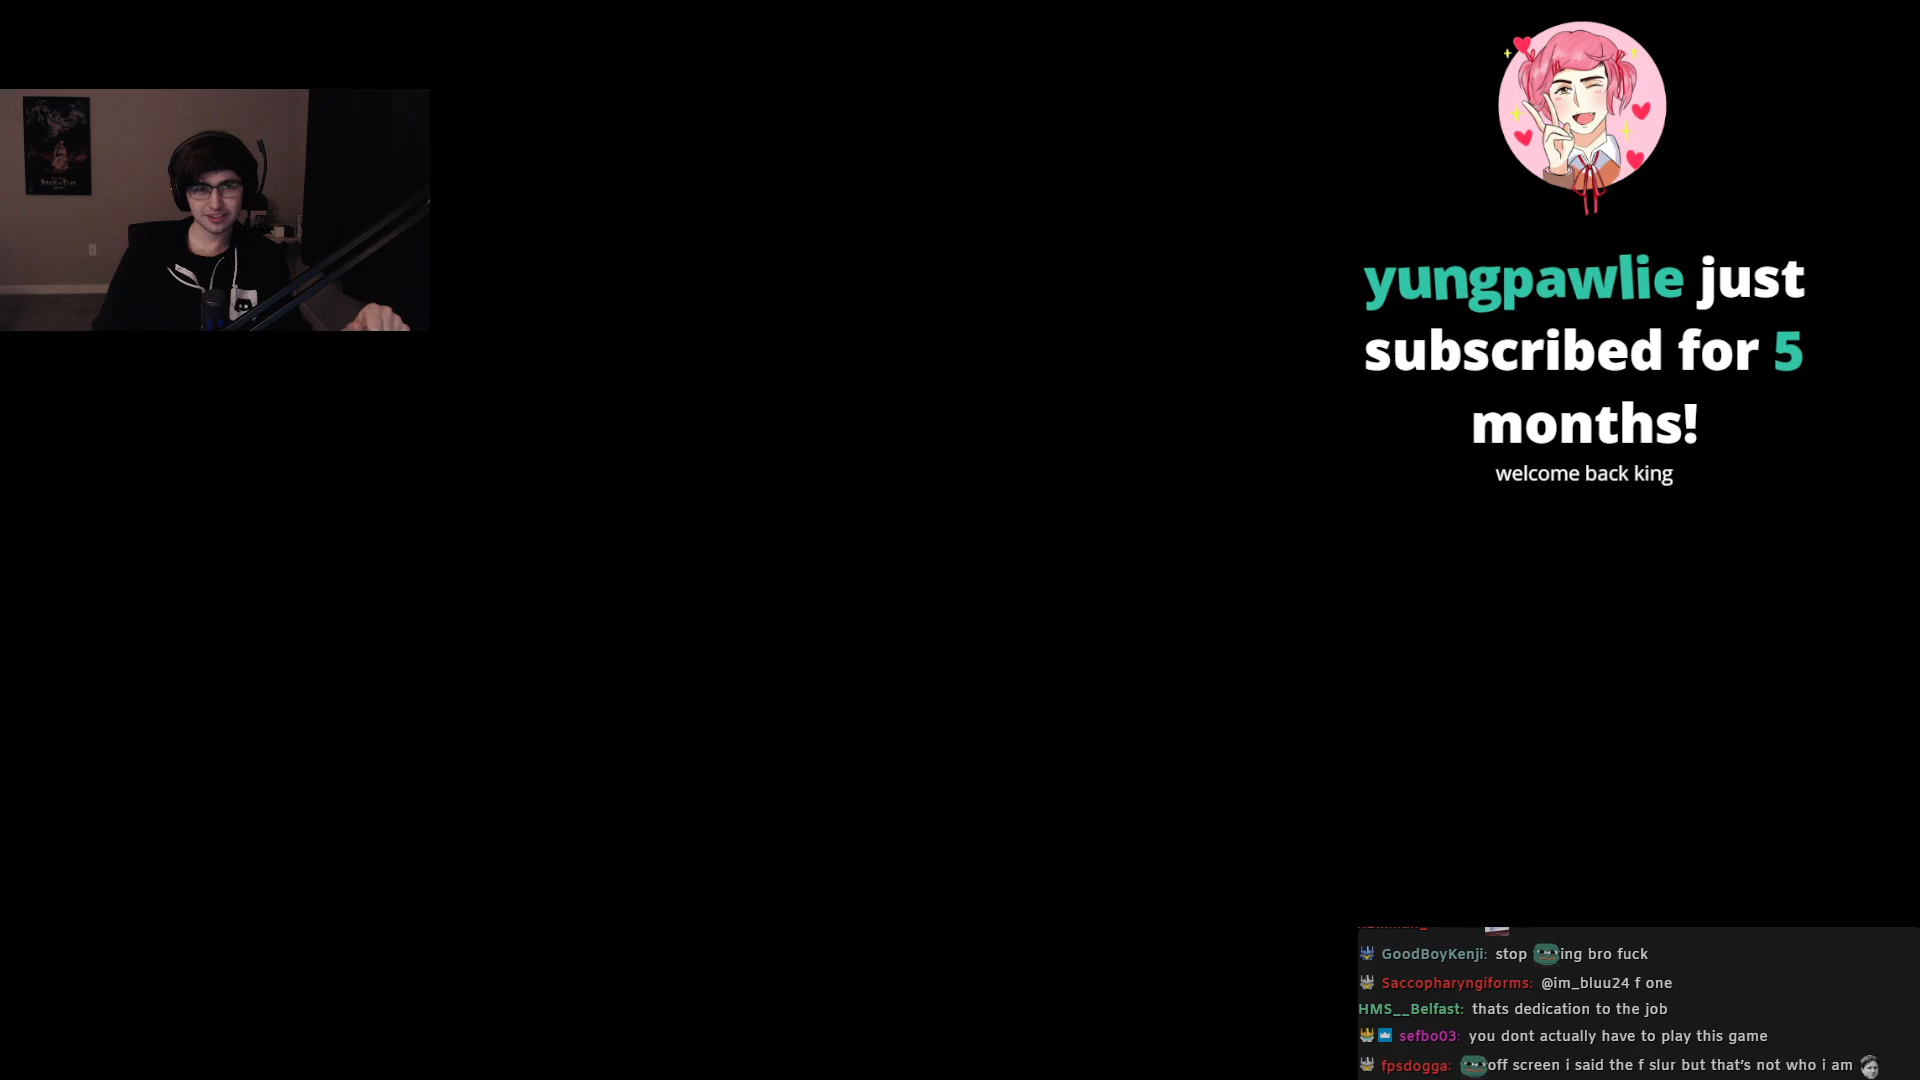 yungpawlie just
subscribed for 5
months!
welcome back king
GoodBoyKenji: stop ing bro fuck
Saccopharyngiforms: @im_bluu24 f one
HMS__Belfast: thats dedication to the job
sefbo03: you dont actually have to play this game
fpsdogga: off screen i said the f slur but that's not who i am